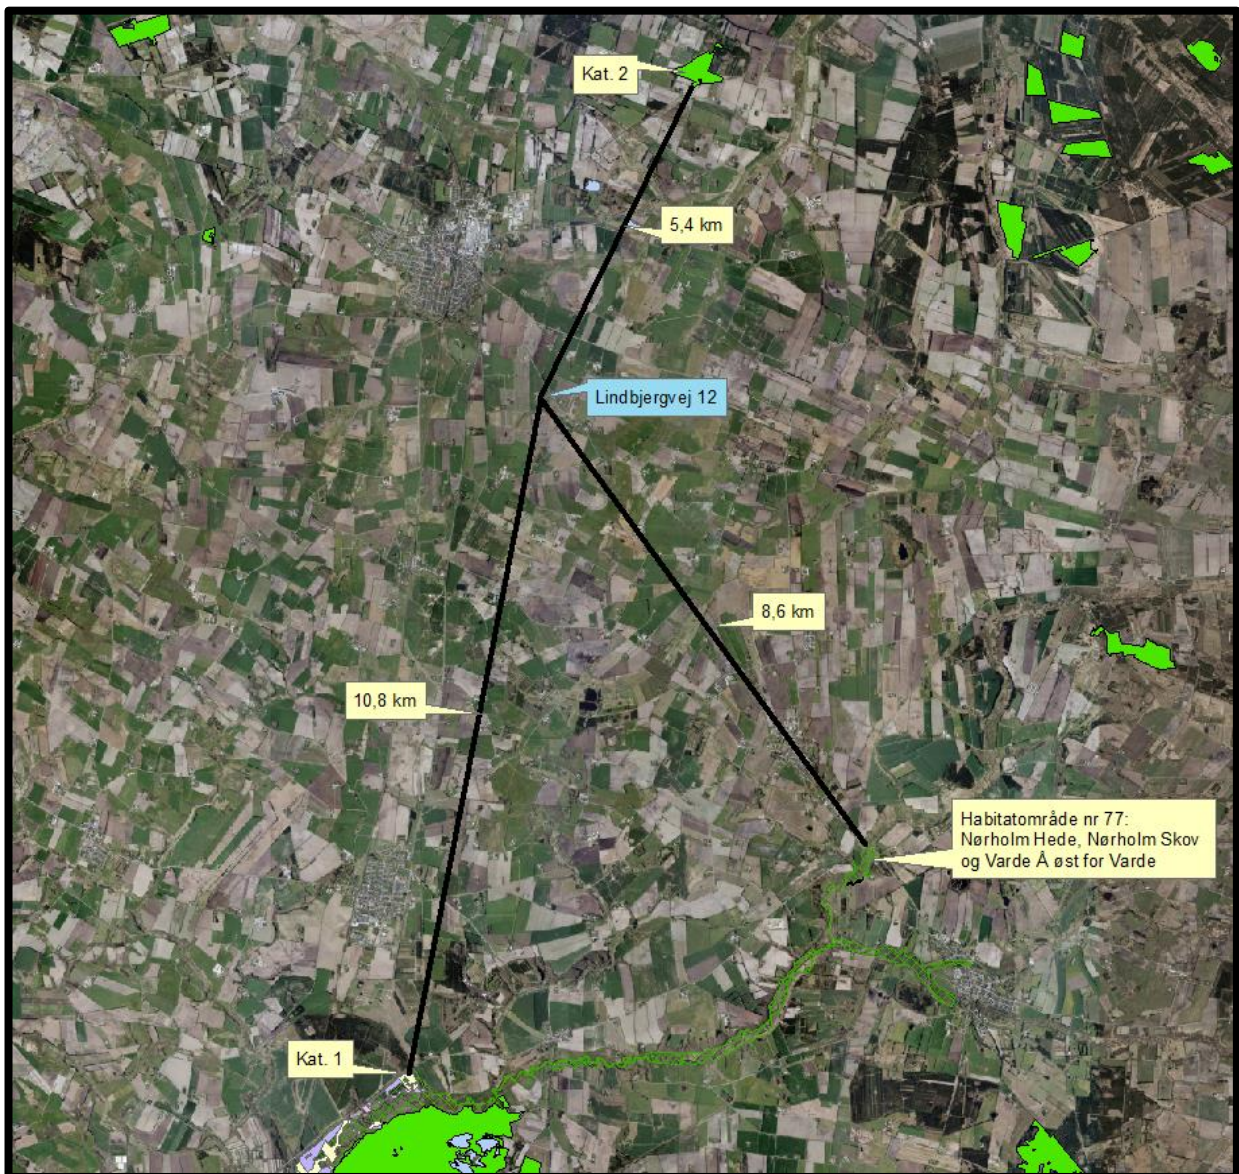 Kat. 2
5,4 km
Lindbjergvej 12
8,6 km
10,8 km
Habitatområde nr 77:
Nørholm Hede, Nørholm Skov
og Varde Å øst for Varde
Kat. 1